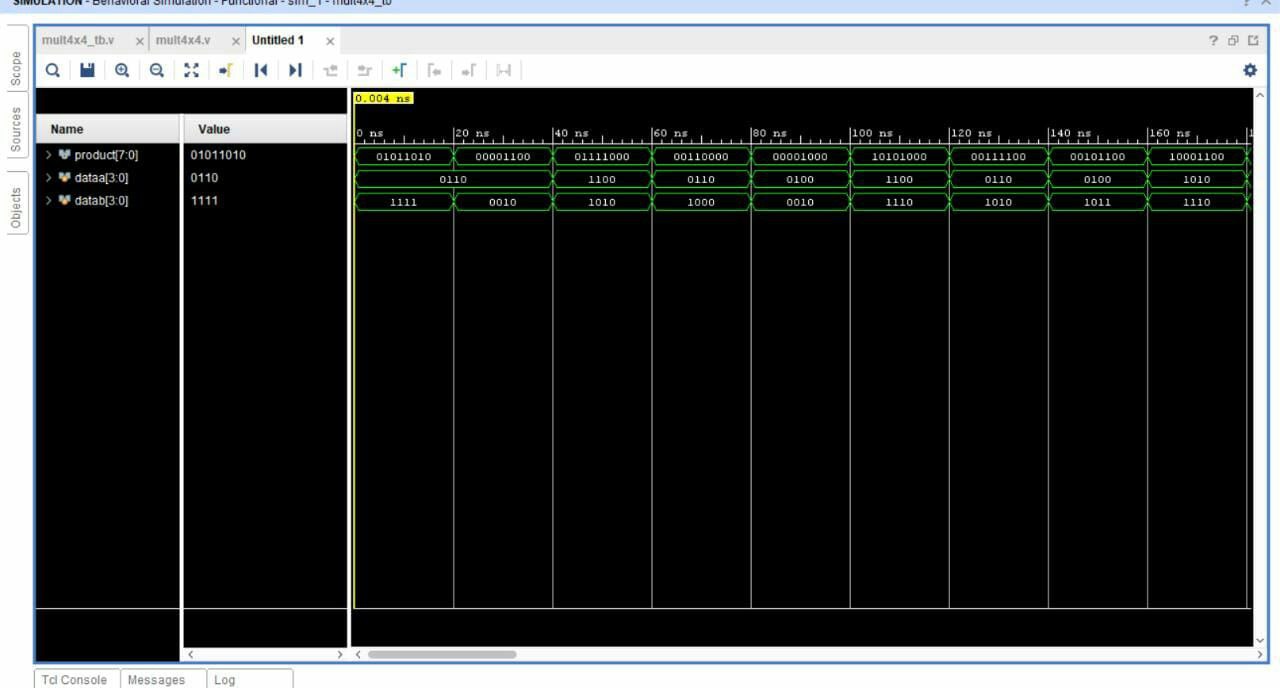 SIMULATION - Behavioral Simulation - Functional - sim_1 - mult4x4_tb
mult4x4_tb.v mult4x4.v Untitled 1
Scope
Sources
Objects
0.004 ns
Name Value
0 ns 20 ns 40 ns 60 ns 80 ns 100 ns 120 ns 140 ns 160 ns
product[7:0] 01011010 01011010 00001100 01111000 00110000 00001000 10101000 00111100 00101100 10001100
dataa[3:0] 0110 0110 1100 0110 0100 1100 0110 0100 1010
datab[3:0] 1111 1111 0010 1010 1000 0010 1110 1010 1011 1110
Tcl Console Messages Log